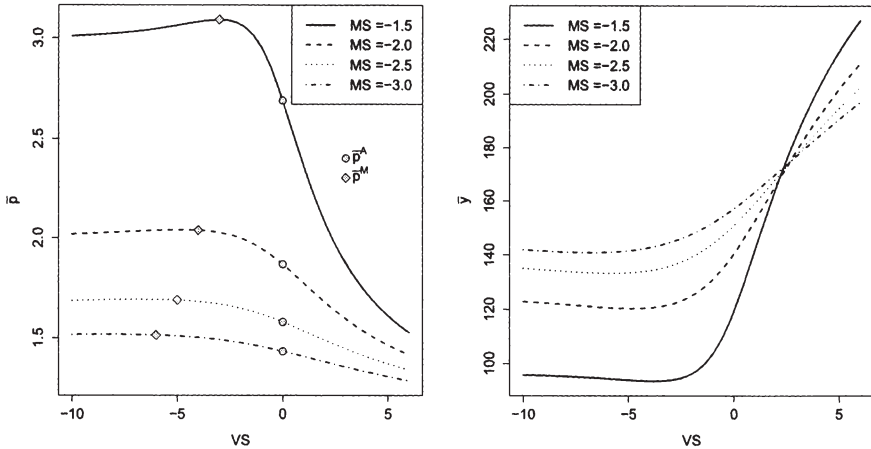 MS =−1.5
MS =−2.0
MS =−2.5
MS =−3.0
p̅ᴬ
p̅ᴹ
p̅
3.0
2.5
2.0
1.5
−10 −5 0 5
VS
MS =−1.5
MS =−2.0
MS =−2.5
MS =−3.0
y̅
220
200
180
160
140
120
100
−10 −5 0 5
VS